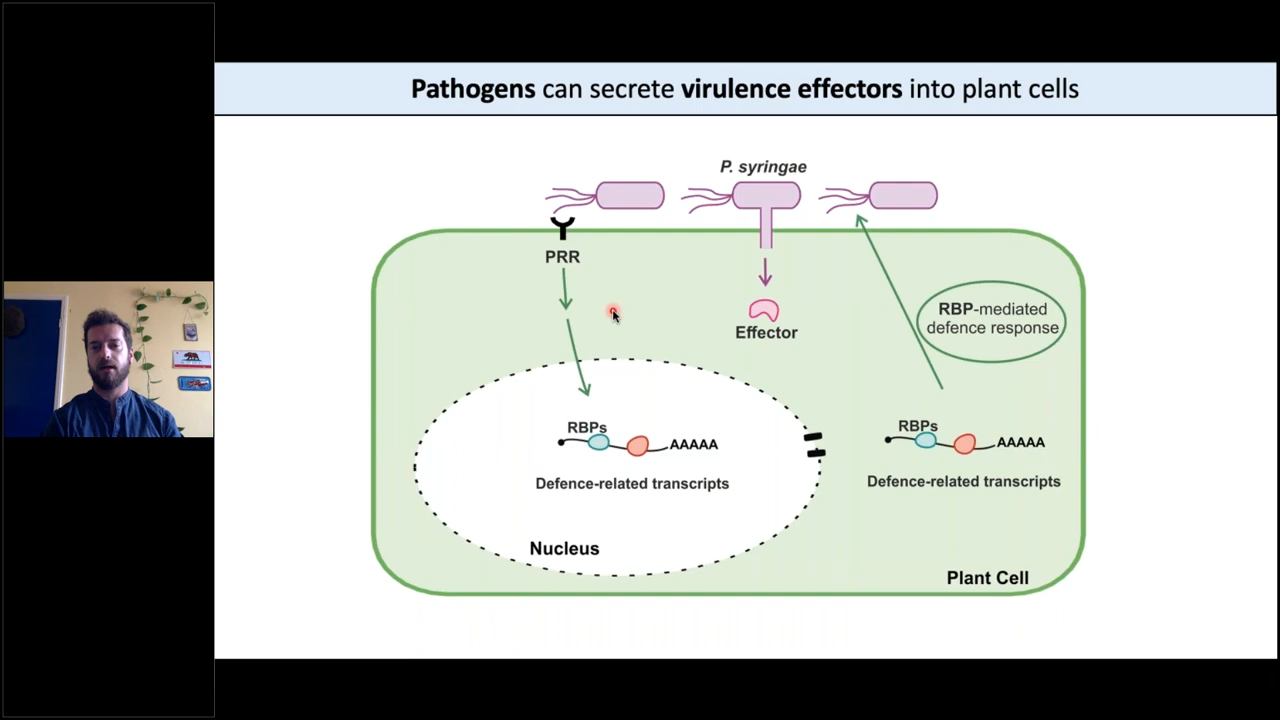 Pathogens can secrete virulence effectors into plant cells
P. syringae
PRR
Effector
RBP-mediated
defence response
RBPs
AAAAA
Defence-related transcripts
RBPs
AAAAA
Defence-related transcripts
Nucleus
Plant Cell